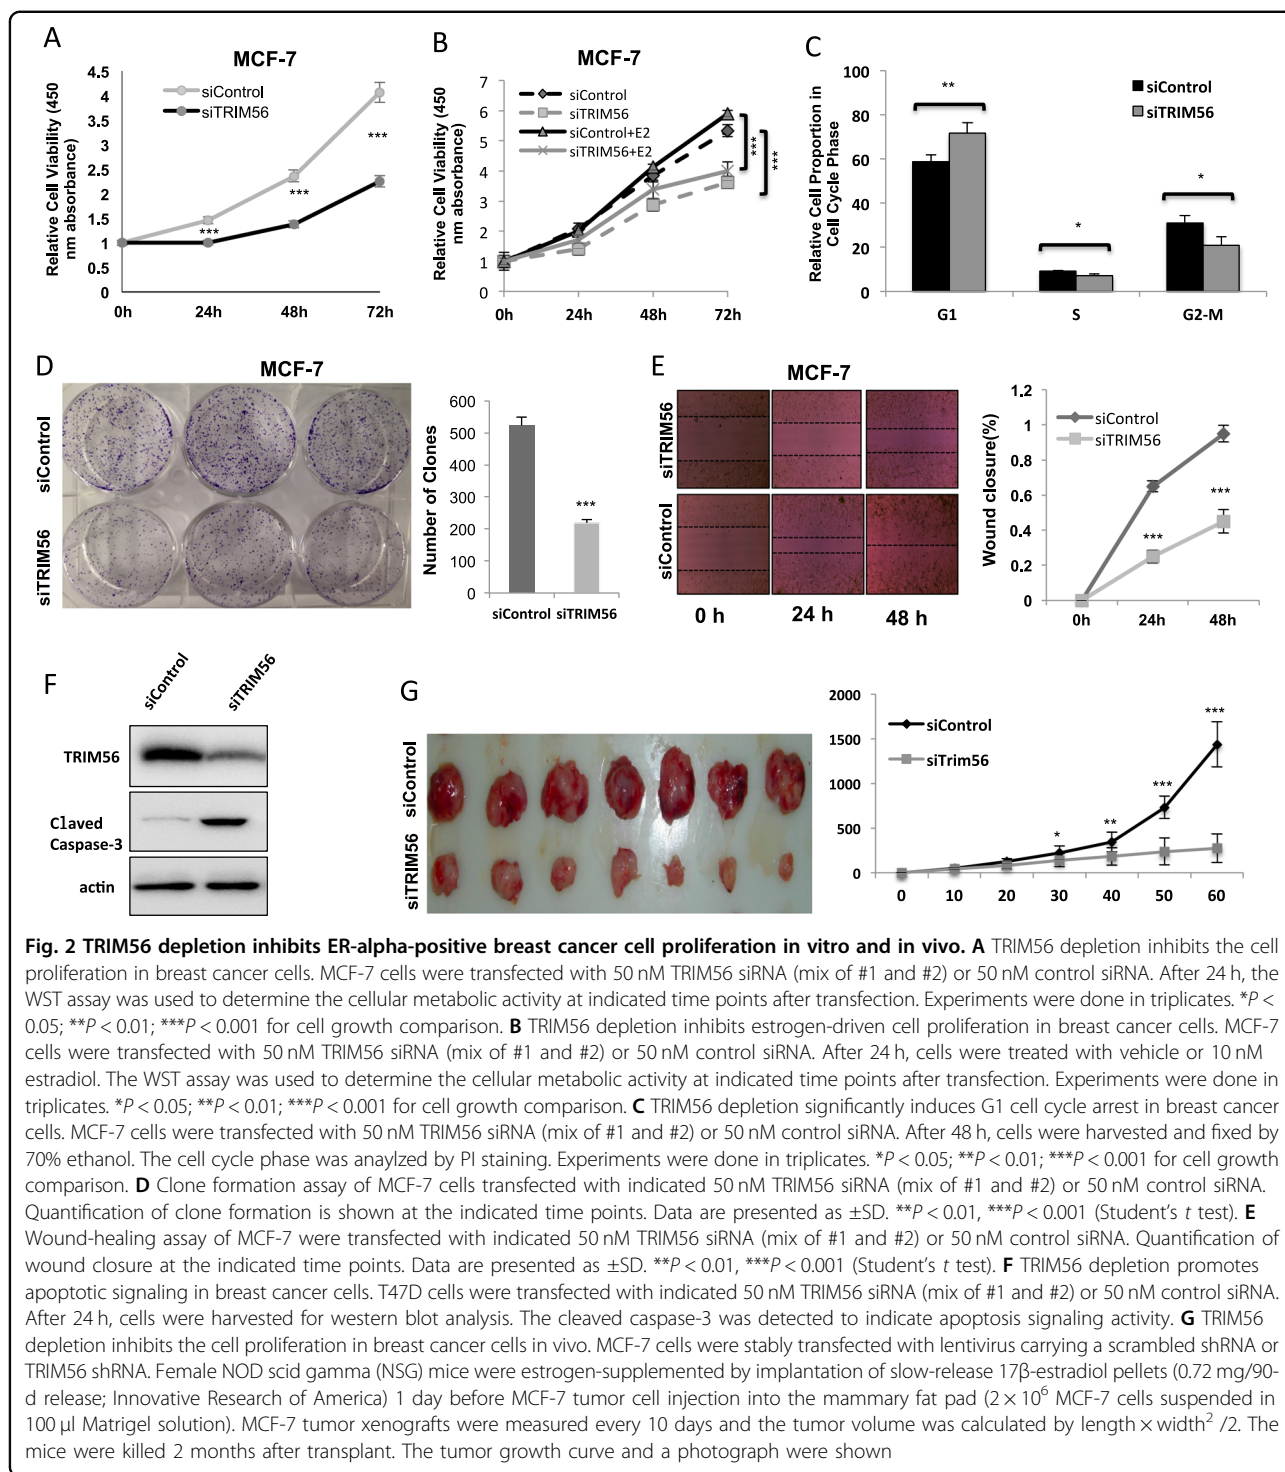 A
MCF-7
Relative Cell Viability (450
nm absorbance)
4.5
4
3.5
3
2.5
2
1.5
1
0.5
0
siControl
siTRIM56
***
***
***
0h
24h
48h
72h
B
MCF-7
Relative Cell Viability (450
nm absorbance)
7
6
5
4
3
2
1
0
siControl
siTRIM56
siControl+E2
siTRIM56+E2
***
***
0h
24h
48h
72h
C
Relative Cell Proportion in
Cell Cycle Phase
100
80
60
40
20
0
siControl
siTRIM56
**
*
*
G1
S
G2-M
D
MCF-7
siControl
siTRIM56
Number of Clones
600
500
400
300
200
100
0
***
siControl siTRIM56
E
MCF-7
siTRIM56
siControl
0 h
24 h
48 h
Wound closure(%)
1.2
1
0.8
0.6
0.4
0.2
0
siControl
siTRIM56
***
***
0h
24h
48h
F
siControl
siTRIM56
TRIM56
Claved
Caspase-3
actin
G
siControl
siTRIM56
2000
1500
1000
500
0
siControl
siTrim56
*
**
***
***
0
10
20
30
40
50
60
Fig. 2 TRIM56 depletion inhibits ER-alpha-positive breast cancer cell proliferation in vitro and in vivo. A TRIM56 depletion inhibits the cell
proliferation in breast cancer cells. MCF-7 cells were transfected with 50 nM TRIM56 siRNA (mix of #1 and #2) or 50 nM control siRNA. After 24 h, the
WST assay was used to determine the cellular metabolic activity at indicated time points after transfection. Experiments were done in triplicates. *P <
0.05; **P < 0.01; ***P < 0.001 for cell growth comparison. B TRIM56 depletion inhibits estrogen-driven cell proliferation in breast cancer cells. MCF-7
cells were transfected with 50 nM TRIM56 siRNA (mix of #1 and #2) or 50 nM control siRNA. After 24 h, cells were treated with vehicle or 10 nM
estradiol. The WST assay was used to determine the cellular metabolic activity at indicated time points after transfection. Experiments were done in
triplicates. *P < 0.05; **P < 0.01; ***P < 0.001 for cell growth comparison. C TRIM56 depletion significantly induces G1 cell cycle arrest in breast cancer
cells. MCF-7 cells were transfected with 50 nM TRIM56 siRNA (mix of #1 and #2) or 50 nM control siRNA. After 48 h, cells were harvested and fixed by
70% ethanol. The cell cycle phase was anaylzed by PI staining. Experiments were done in triplicates. *P < 0.05; **P < 0.01; ***P < 0.001 for cell growth
comparison. D Clone formation assay of MCF-7 cells transfected with indicated 50 nM TRIM56 siRNA (mix of #1 and #2) or 50 nM control siRNA.
Quantification of clone formation is shown at the indicated time points. Data are presented as ±SD. **P < 0.01, ***P < 0.001 (Student's t test). E
Wound-healing assay of MCF-7 were transfected with indicated 50 nM TRIM56 siRNA (mix of #1 and #2) or 50 nM control siRNA. Quantification of
wound closure at the indicated time points. Data are presented as ±SD. **P < 0.01, ***P < 0.001 (Student's t test). F TRIM56 depletion promotes
apoptotic signaling in breast cancer cells. T47D cells were transfected with indicated 50 nM TRIM56 siRNA (mix of #1 and #2) or 50 nM control siRNA.
After 24 h, cells were harvested for western blot analysis. The cleaved caspase-3 was detected to indicate apoptosis signaling activity. G TRIM56
depletion inhibits the cell proliferation in breast cancer cells in vivo. MCF-7 cells were stably transfected with lentivirus carrying a scrambled shRNA or
TRIM56 shRNA. Female NOD scid gamma (NSG) mice were estrogen-supplemented by implantation of slow-release 17β-estradiol pellets (0.72 mg/90-
d release; Innovative Research of America) 1 day before MCF-7 tumor cell injection into the mammary fat pad (2 × 10⁶ MCF-7 cells suspended in
100 µl Matrigel solution). MCF-7 tumor xenografts were measured every 10 days and the tumor volume was calculated by length × width² /2. The
mice were killed 2 months after transplant. The tumor growth curve and a photograph were shown